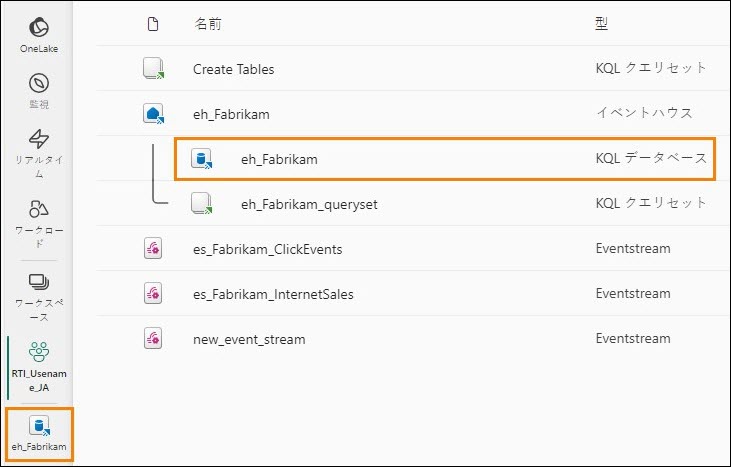 OneLake
監視
リアルタイ
ム
ワークロー
ド
ワークスペ
ース
RTI_Usenam
e_JA
eh_Fabrikam
名前 型
Create Tables KQL クエリセット
eh_Fabrikam イベントハウス
eh_Fabrikam KQL データベース
eh_Fabrikam_queryset KQL クエリセット
es_Fabrikam_ClickEvents Eventstream
es_Fabrikam_InternetSales Eventstream
new_event_stream Eventstream